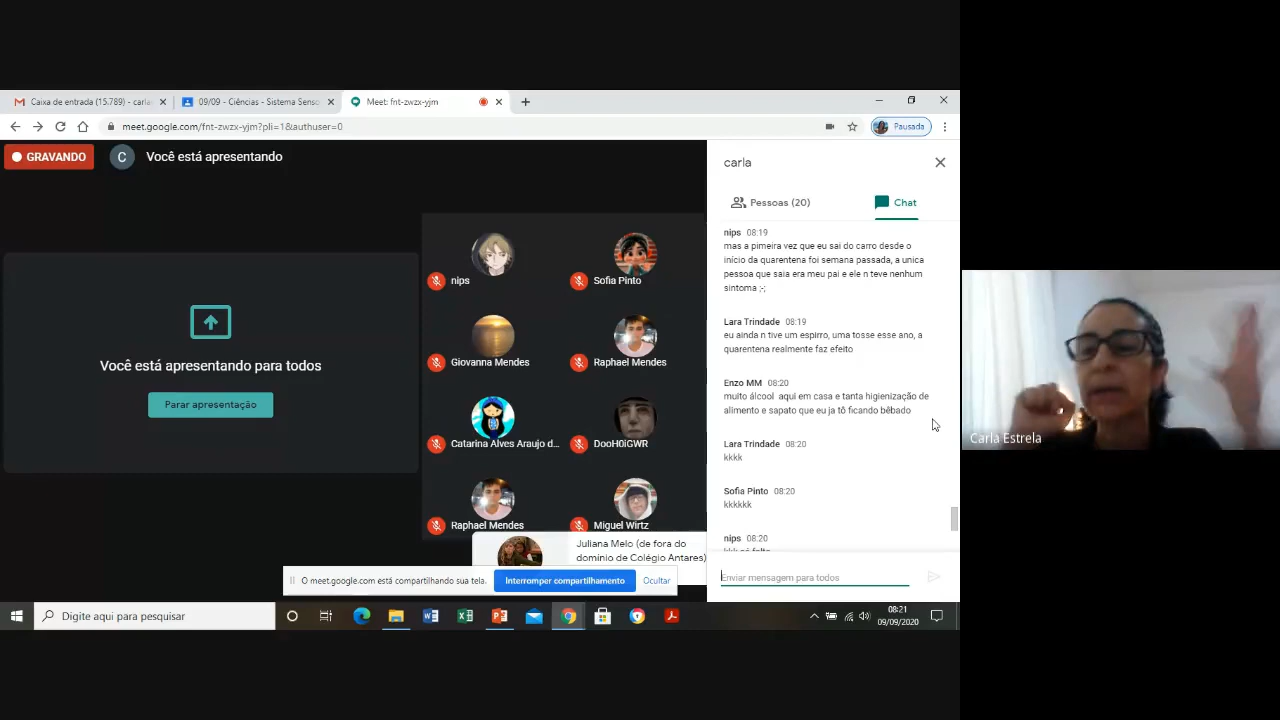 Caixa de entrada (15.789) - carla
09/09 - Ciências - Sistema Senso
Meet: fnt-zwzx-yjm
meet.google.com/fnt-zwzx-yjm?pli=1&authuser=0
Pausada
GRAVANDO
C
Você está apresentando
carla
Pessoas (20)
Chat
nips 08:19
mas a pimeira vez que eu sai do carro desde o
início da quarentena foi semana passada, a unica
pessoa que saia era meu pai e ele n teve nenhum
sintoma ;-;
Lara Trindade 08:19
eu ainda n tive um espirro, uma tosse esse ano, a
quarentena realmente faz efeito
Enzo MM 08:20
muito álcool aqui em casa e tanta higienização de
alimento e sapato que eu ja tô ficando bêbado
Lara Trindade 08:20
kkkk
Sofia Pinto 08:20
kkkkkk
nips 08:20
Enviar mensagem para todos
Você está apresentando para todos
Parar apresentação
nips
Sofia Pinto
Giovanna Mendes
Raphael Mendes
Catarina Alves Araujo d...
DooH0iGWR
Raphael Mendes
Miguel Wirtz
Juliana Melo (de fora do
domínio de Colégio Antares)
O meet.google.com está compartilhando sua tela.
Interromper compartilhamento
Ocultar
Carla Estrela
Digite aqui para pesquisar
08:21
09/09/2020